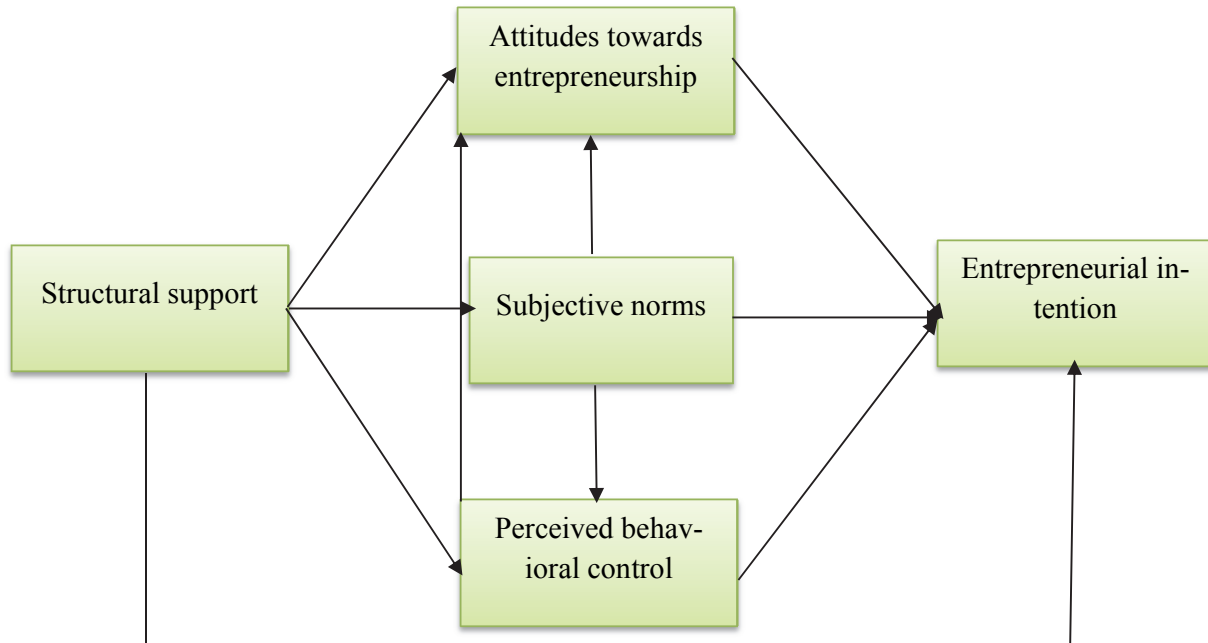 Attitudes towards
entrepreneurship
Structural support
Subjective norms
Entrepreneurial in-
tention
Perceived behav-
ioral control